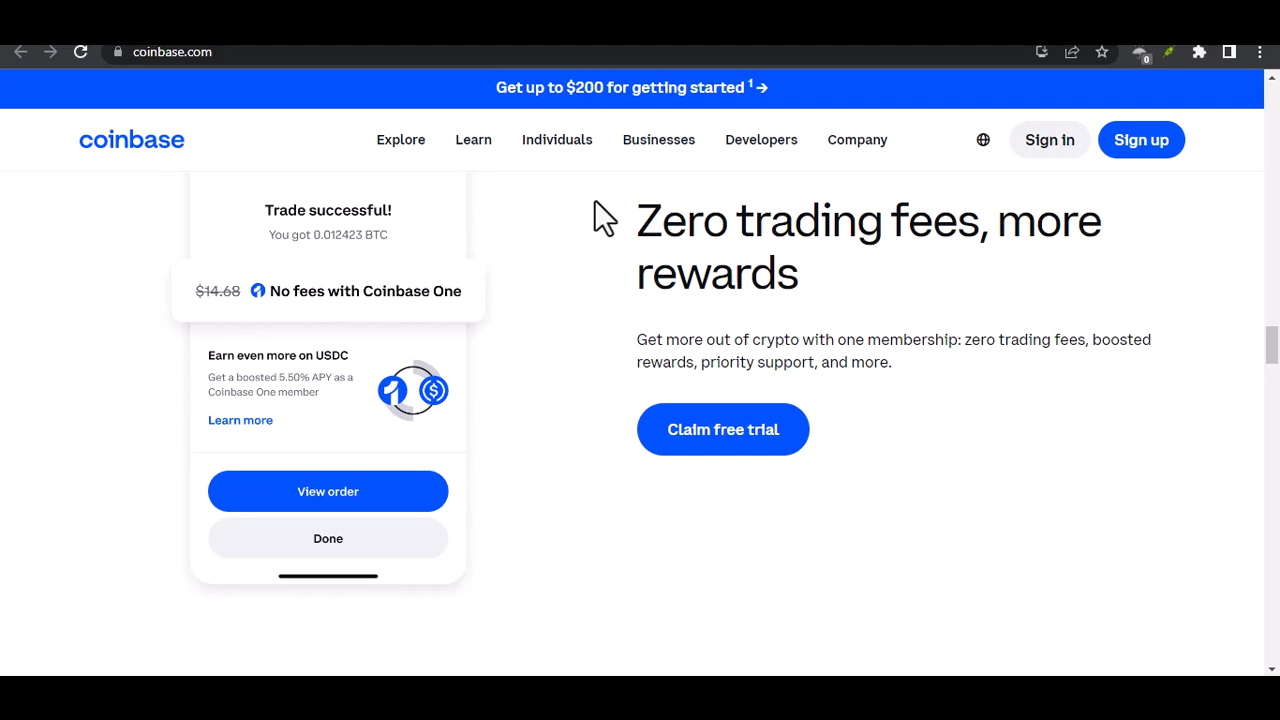 coinbase.com
0
Get up to $200 for getting started ¹ →
coinbase
Explore
Learn
Individuals
Businesses
Developers
Company
Sign in
Sign up
Trade successful!
You got 0.012423 BTC
$14.68 No fees with Coinbase One
Earn even more on USDC
Get a boosted 5.50% APY as a
Coinbase One member
Learn more
View order
Done
Zero trading fees, more
rewards
Get more out of crypto with one membership: zero trading fees, boosted
rewards, priority support, and more.
Claim free trial